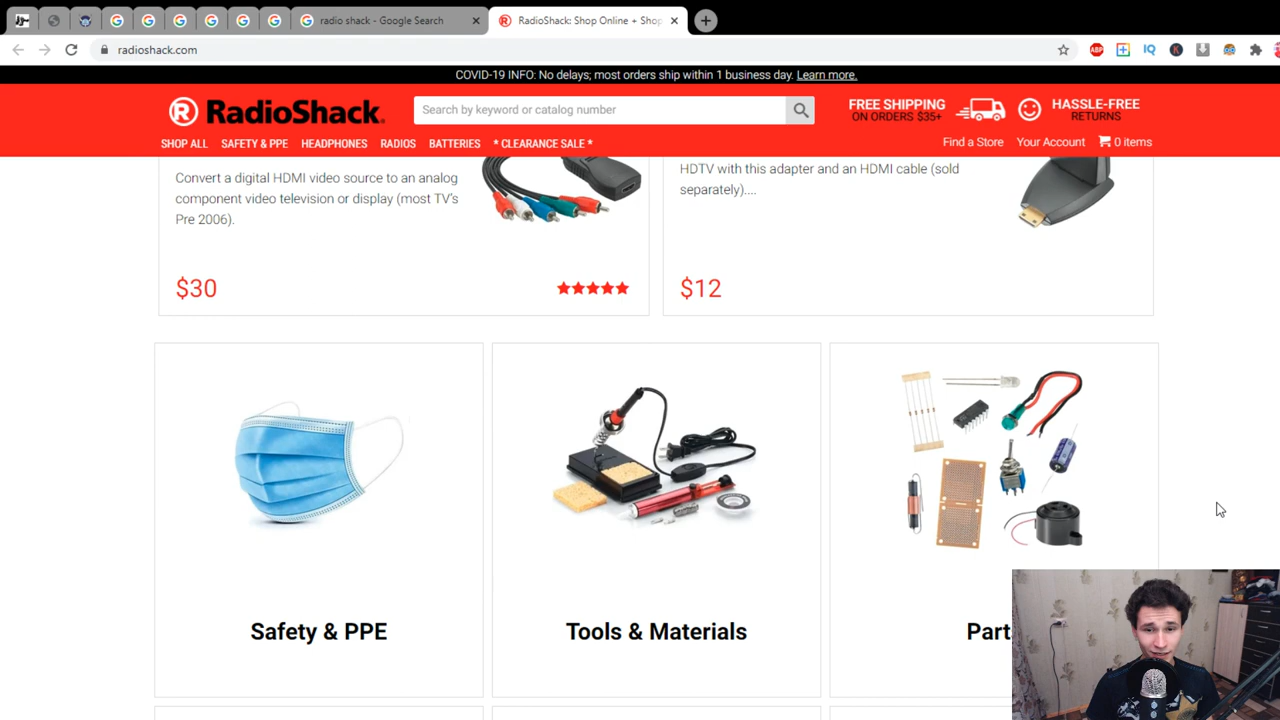 radio shack - Google Search
RadioShack: Shop Online + Shop
radioshack.com
COVID-19 INFO: No delays; most orders ship within 1 business day. Learn more.
RadioShack.
Search by keyword or catalog number
FREE SHIPPING
ON ORDERS $35+
HASSLE-FREE
RETURNS
SHOP ALL SAFETY & PPE HEADPHONES RADIOS BATTERIES * CLEARANCE SALE *
Find a Store Your Account 0 items
Convert a digital HDMI video source to an analog
component video television or display (most TV's
Pre 2006).
$30
HDTV with this adapter and an HDMI cable (sold
separately)....
$12
Safety & PPE
Tools & Materials
Part